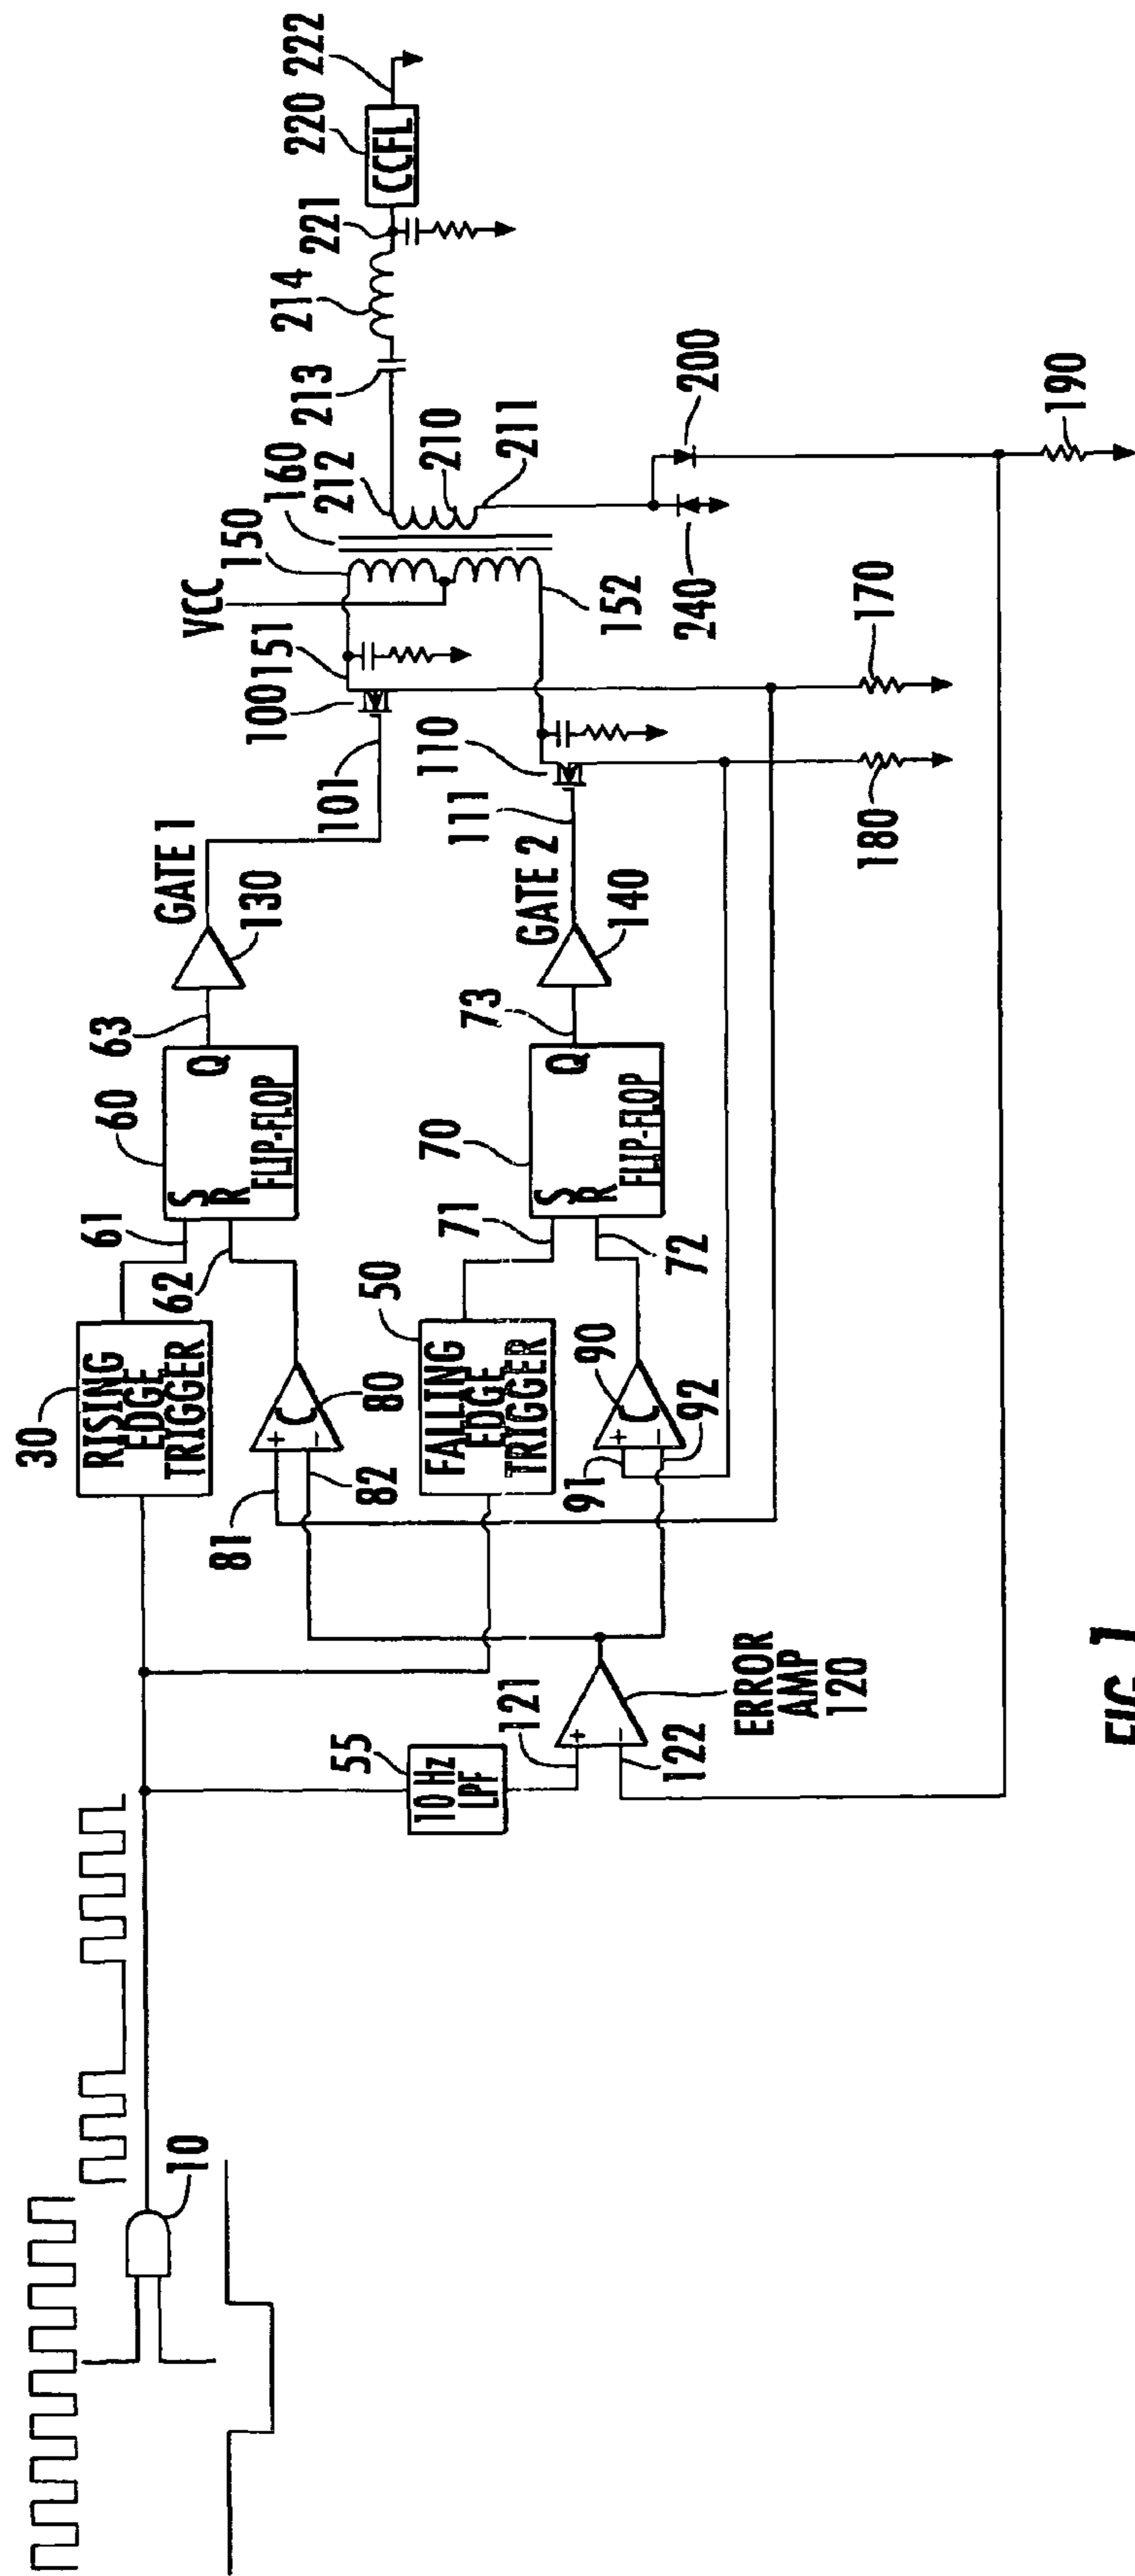 10
30
RISING
EDGE
TRIGGER
61
62
60
S
R
Q
FLIP-FLOP
63
GATE 1
130
101
100
151
VCC
150
160
212
213
214
221
220
222
CCFL
210
211
200
240
190
152
170
180
81
82
+
−
C
80
50
FALLING
EDGE
TRIGGER
71
72
70
S
R
Q
FLIP-FLOP
73
GATE 2
140
111
110
91
92
+
−
C
90
55
10 Hz
LPF
121
122
+
−
ERROR
AMP
120
FIG. 1